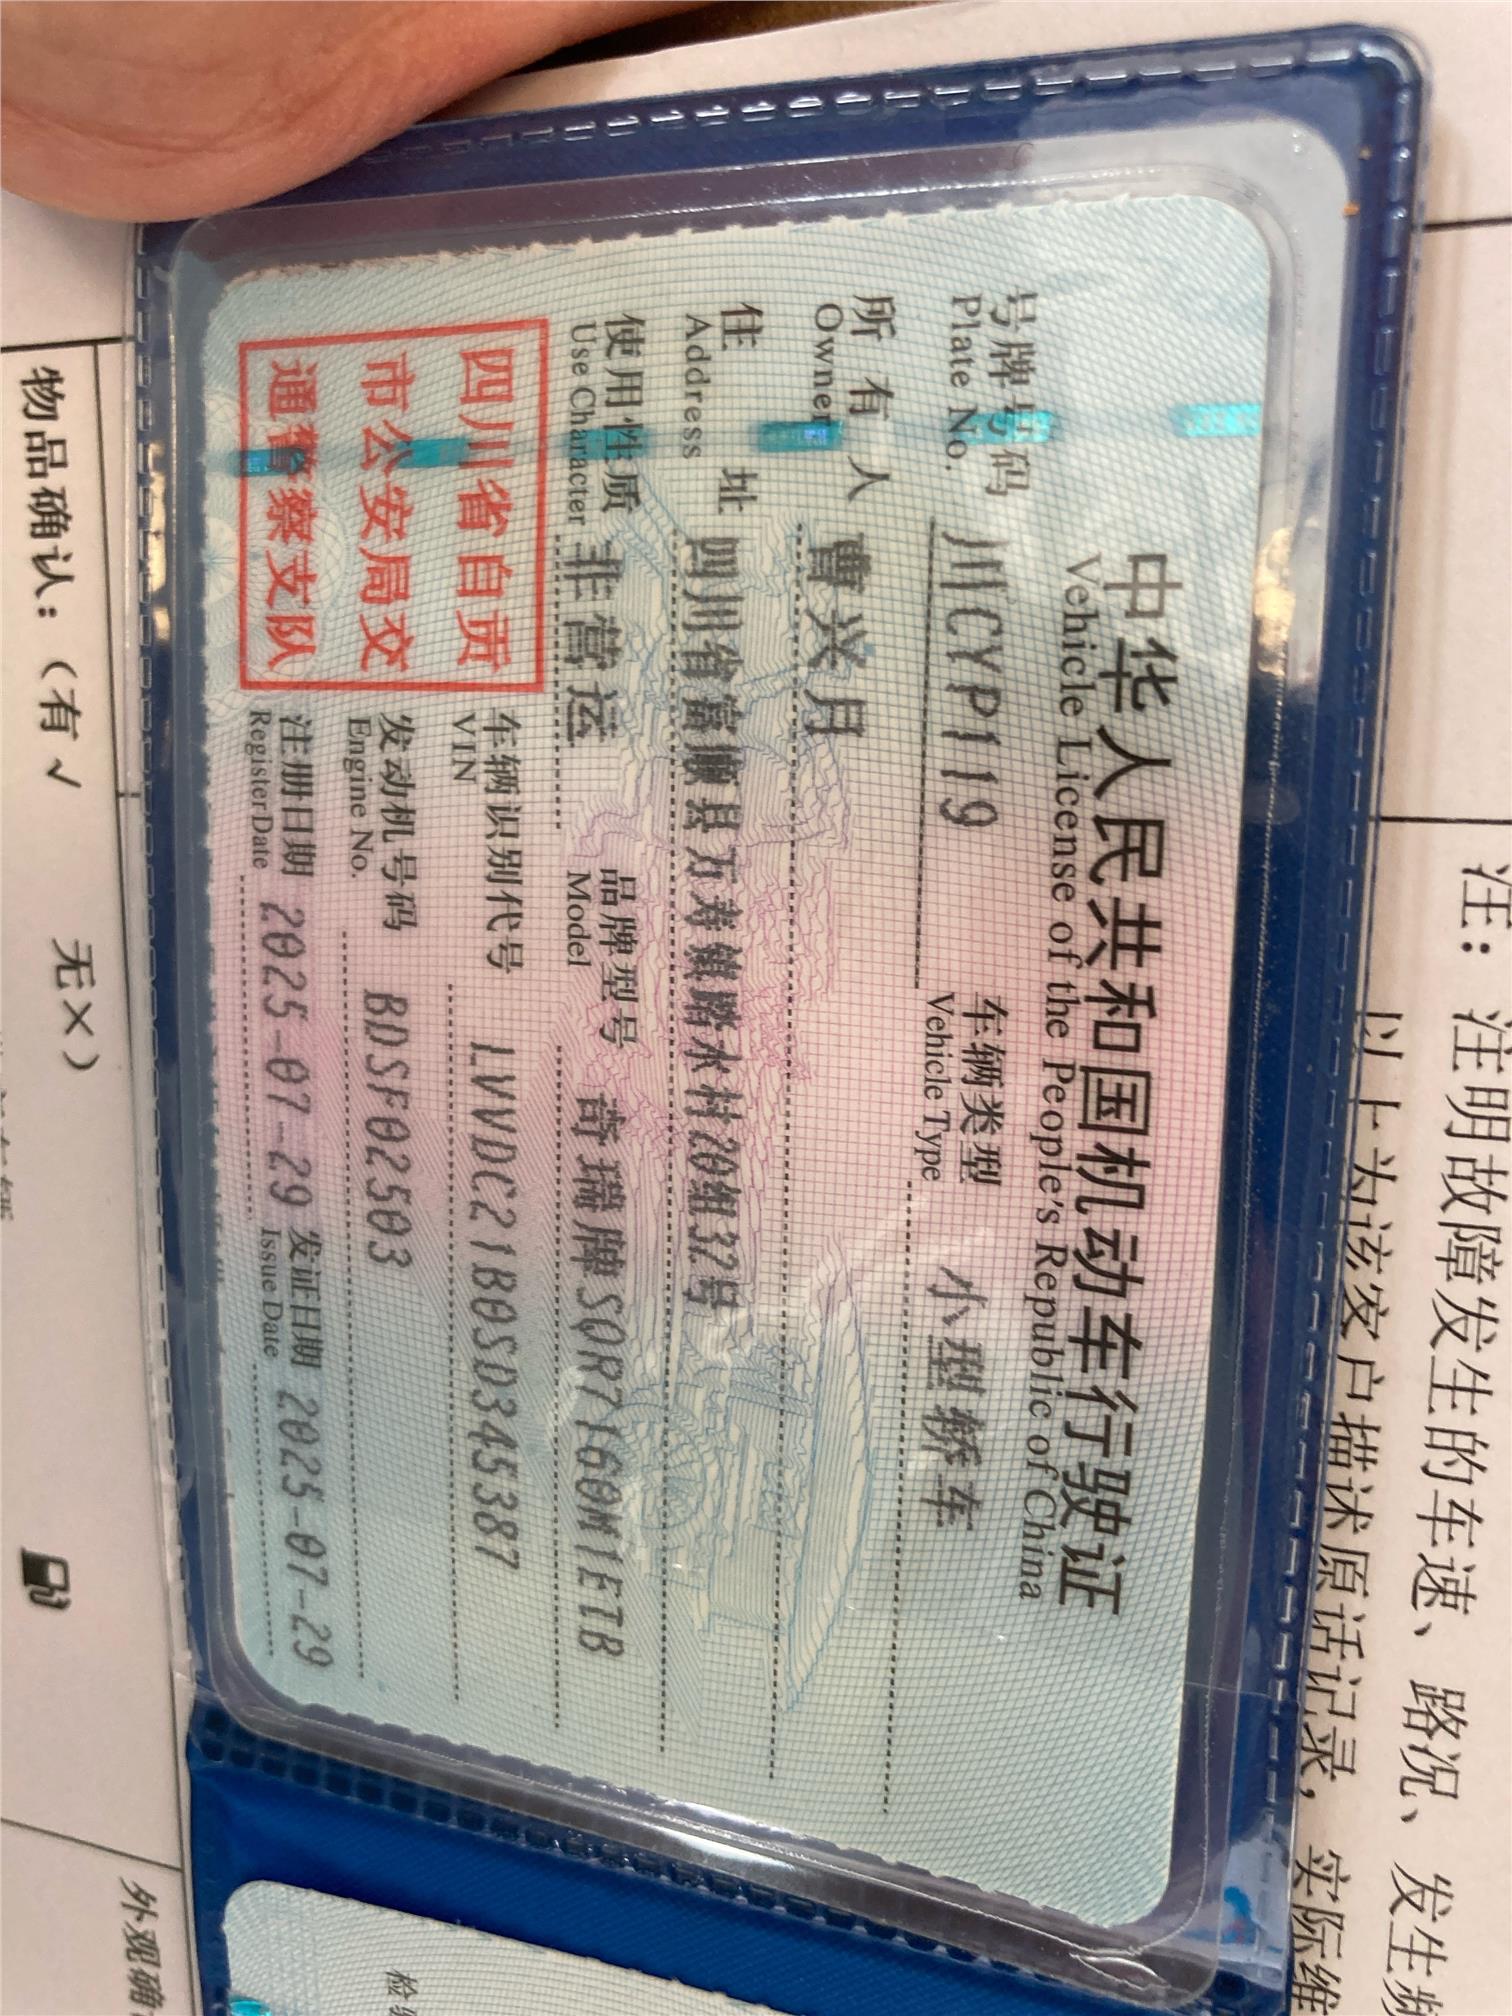 中华人民共和国机动车行驶证
Vehicle License of the People's Republic of China
号牌号码 川CYP119 车辆类型 小型轿车
Plate No. Vehicle Type
所有人 曹兴月
Owner
住址 四川省富顺县万寿镇踏水村20组32号
Address
使用性质 非营运 品牌型号 奇瑞牌SQR7160M1ETB
Use Character Model
四川省自贡
市公安局交
通警察支队
车辆识别代号 LVVDC21B0SD345387
VIN
发动机号码 BDSF02503
Engine No.
注册日期 2025-07-29 发证日期 2025-07-29
Register Date Issue Date
注：注明故障发生的车速、路况、发生频
以上为该客户描述原话记录，实际维
物品确认：（有√ 无×）
外观确
检验